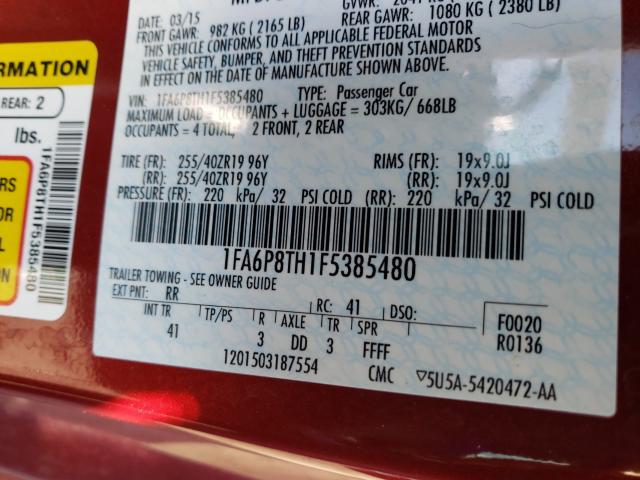 DATE: 03/15
FRONT GAWR: 982 KG ( 2165 LB)
REAR GAWR:
1080 KG ( 2380 LB)
THIS VEHICLE CONFORMS TO ALL APPLICABLE FEDERAL MOTOR
VEHICLE SAFETY, BUMPER, AND THEFT PREVENTION STANDARDS
IN EFFECT ON THE DATE OF MANUFACTURE SHOWN ABOVE.
VIN: 1FA6P8TH1F5385480 TYPE: Passenger Car
MAXIMUM LOAD = OCCUPANTS + LUGGAGE = 303KG/ 668LB
OCCUPANTS = 4 TOTAL, 2 FRONT, 2 REAR
TIRE (FR): 255/40ZR19 96Y RIMS (FR): 19x9.0J
(RR): 255/40ZR19 96Y (RR): 19x9.0J
PRESSURE (FR): 220 kPa/ 32 PSI COLD (RR): 220 kPa/ 32 PSI COLD
1FA6P8TH1F5385480
TRAILER TOWING - SEE OWNER GUIDE
EXT PNT: RR RC: 41 DSO:
INT TR TP/PS R AXLE TR SPR
41 3 DD 3 FFFF
F0020
R0136
1201503187554 CMC ▽5U5A-5420472-AA
REAR: 2
lbs.
1FA6P8TH1F5385480